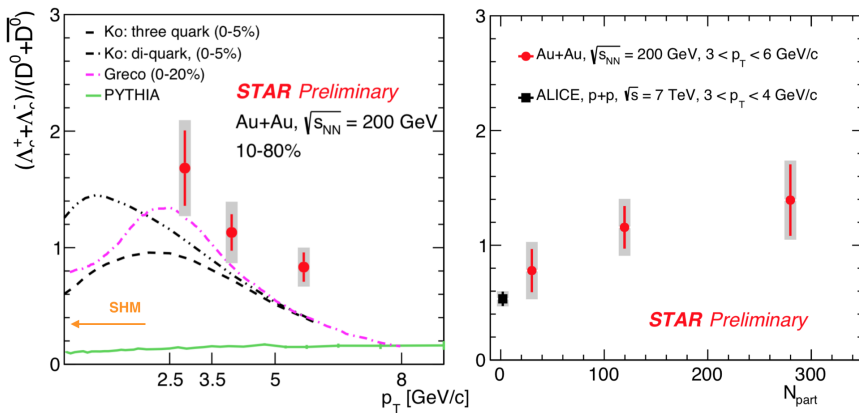 (Λc⁺+Λc⁻)/(D⁰+D̅⁰)
3
2
1
0
Ko: three quark (0-5%)
Ko: di-quark, (0-5%)
Greco (0-20%)
PYTHIA
STAR Preliminary
Au+Au, √sNN = 200 GeV
10-80%
SHM
2.5 3.5 5 8
pT [GeV/c]
3
2
1
0
Au+Au, √sNN = 200 GeV, 3 < pT < 6 GeV/c
ALICE, p+p, √s = 7 TeV, 3 < pT < 4 GeV/c
STAR Preliminary
0 100 200 300
Npart